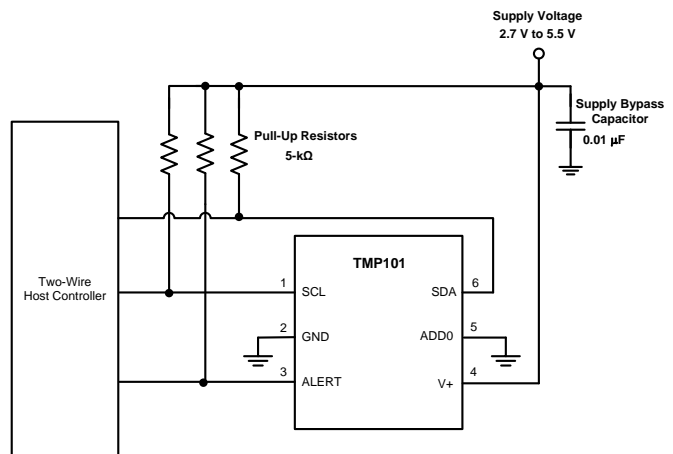 Supply Voltage
2.7 V to 5.5 V
Supply Bypass
Capacitor
0.01 µF
Pull-Up Resistors
5-kΩ
Two-Wire
Host Controller
TMP101
1
SCL
SDA
6
2
GND
ADD0
5
3
ALERT
V+
4